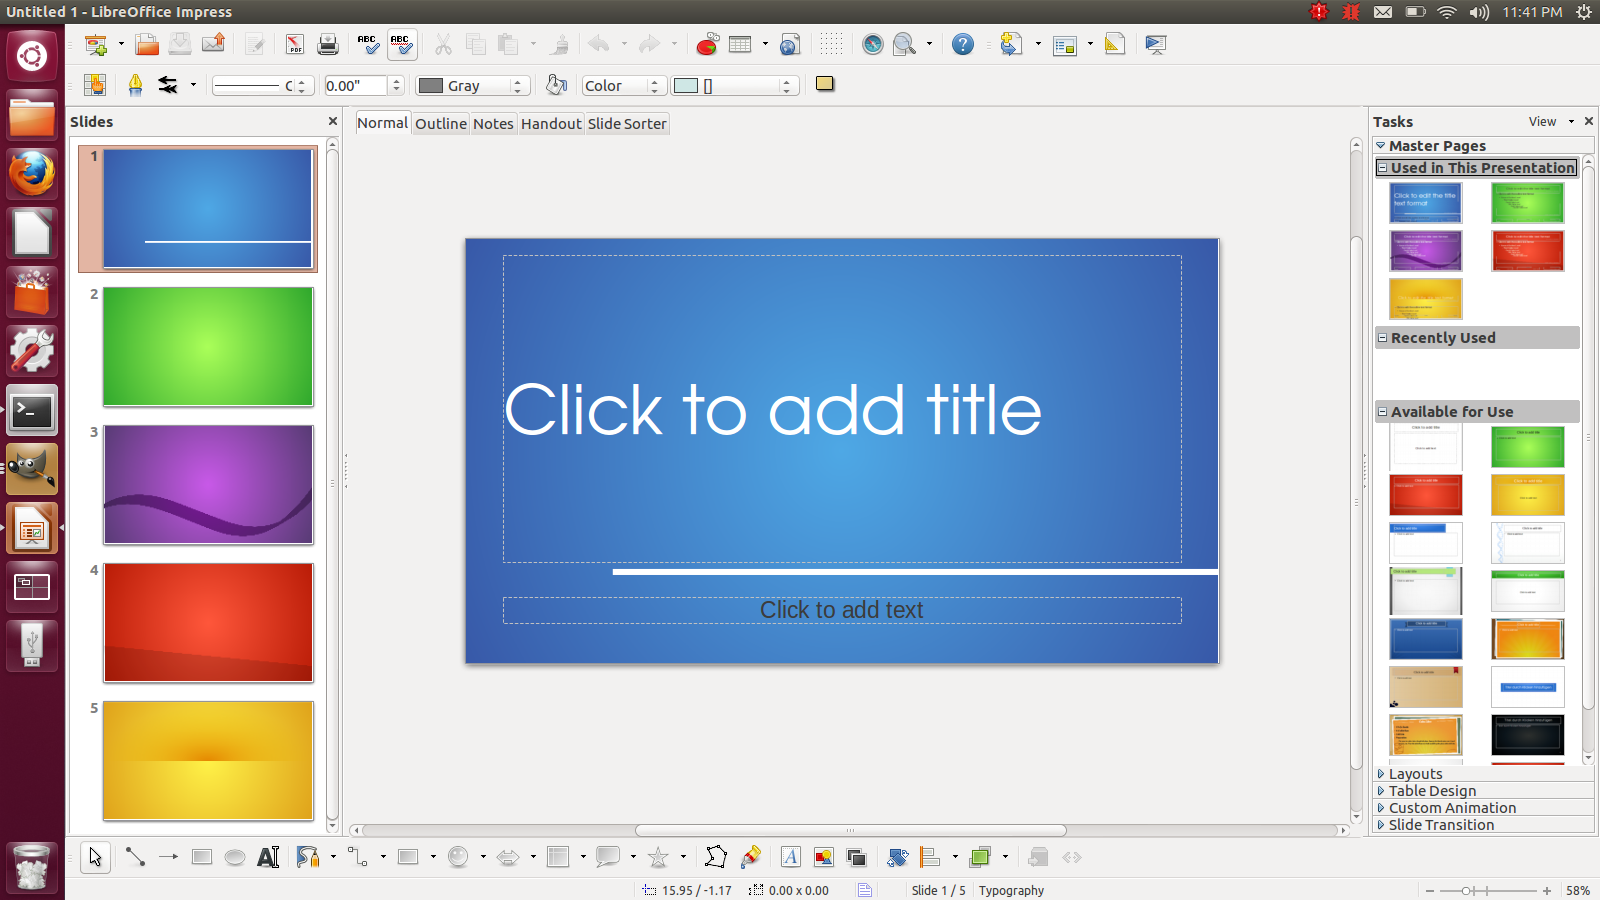 Untitled 1 - LibreOffice Impress
11:41 PM
ABC
ABC
0.00"
Gray
Color
[]
Slides
Normal
Outline
Notes
Handout
Slide Sorter
Tasks
View
1
2
3
4
5
Click to add title
Click to add text
Master Pages
Used in This Presentation
Click to edit the title
text format
Recently Used
Available for Use
Layouts
Table Design
Custom Animation
Slide Transition
15.95 / -1.17
0.00 x 0.00
Slide 1 / 5
Typography
58%